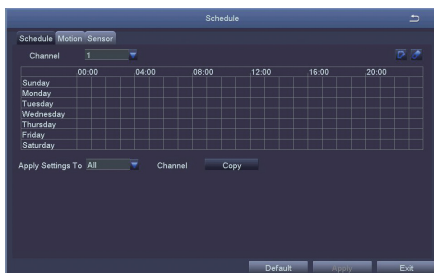 Schedule
Schedule Motion Sensor
Channel 1
00:00 04:00 08:00 12:00 16:00 20:00
Sunday
Monday
Tuesday
Wednesday
Thursday
Friday
Saturday
Apply Settings To All Channel Copy
Default Apply Exit